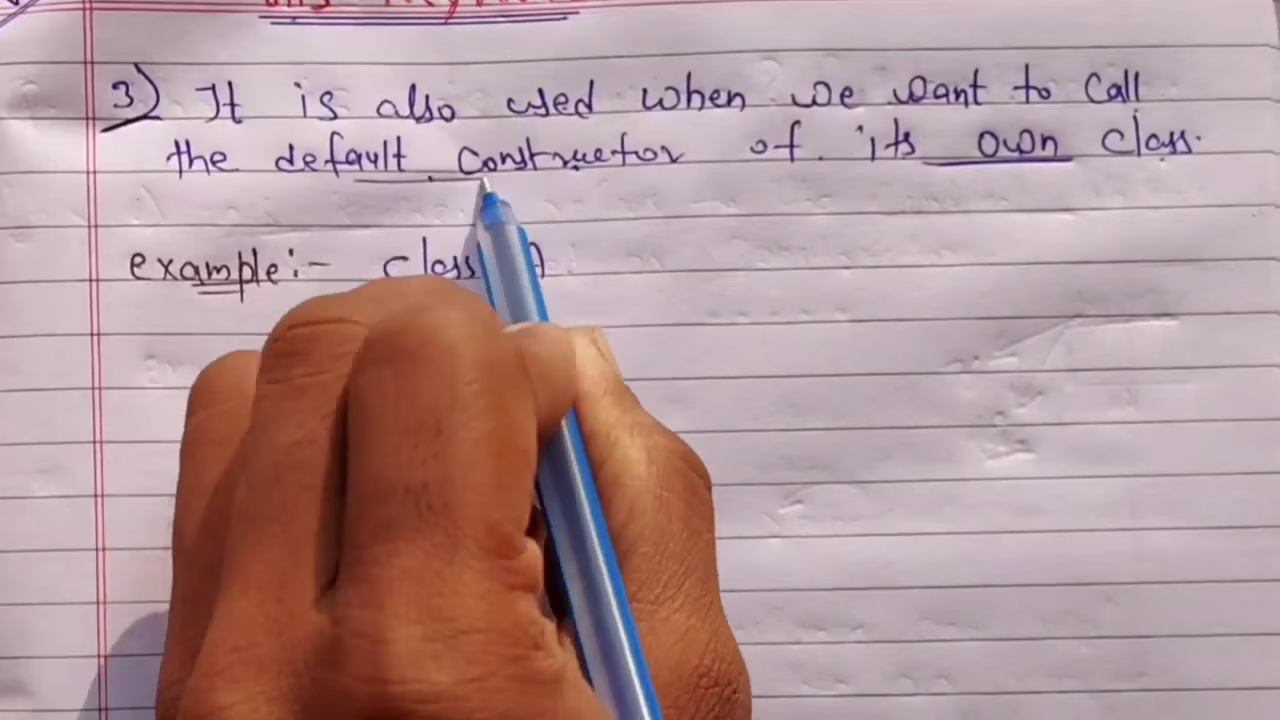 3) It is also used when we want to call
the default constructor of its own class.
example:- class A